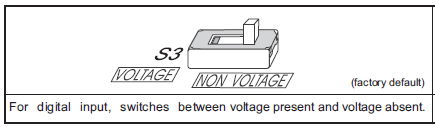 S3
VOLTAGE NON VOLTAGE
(factory default)
For digital input, switches between voltage present and voltage absent.